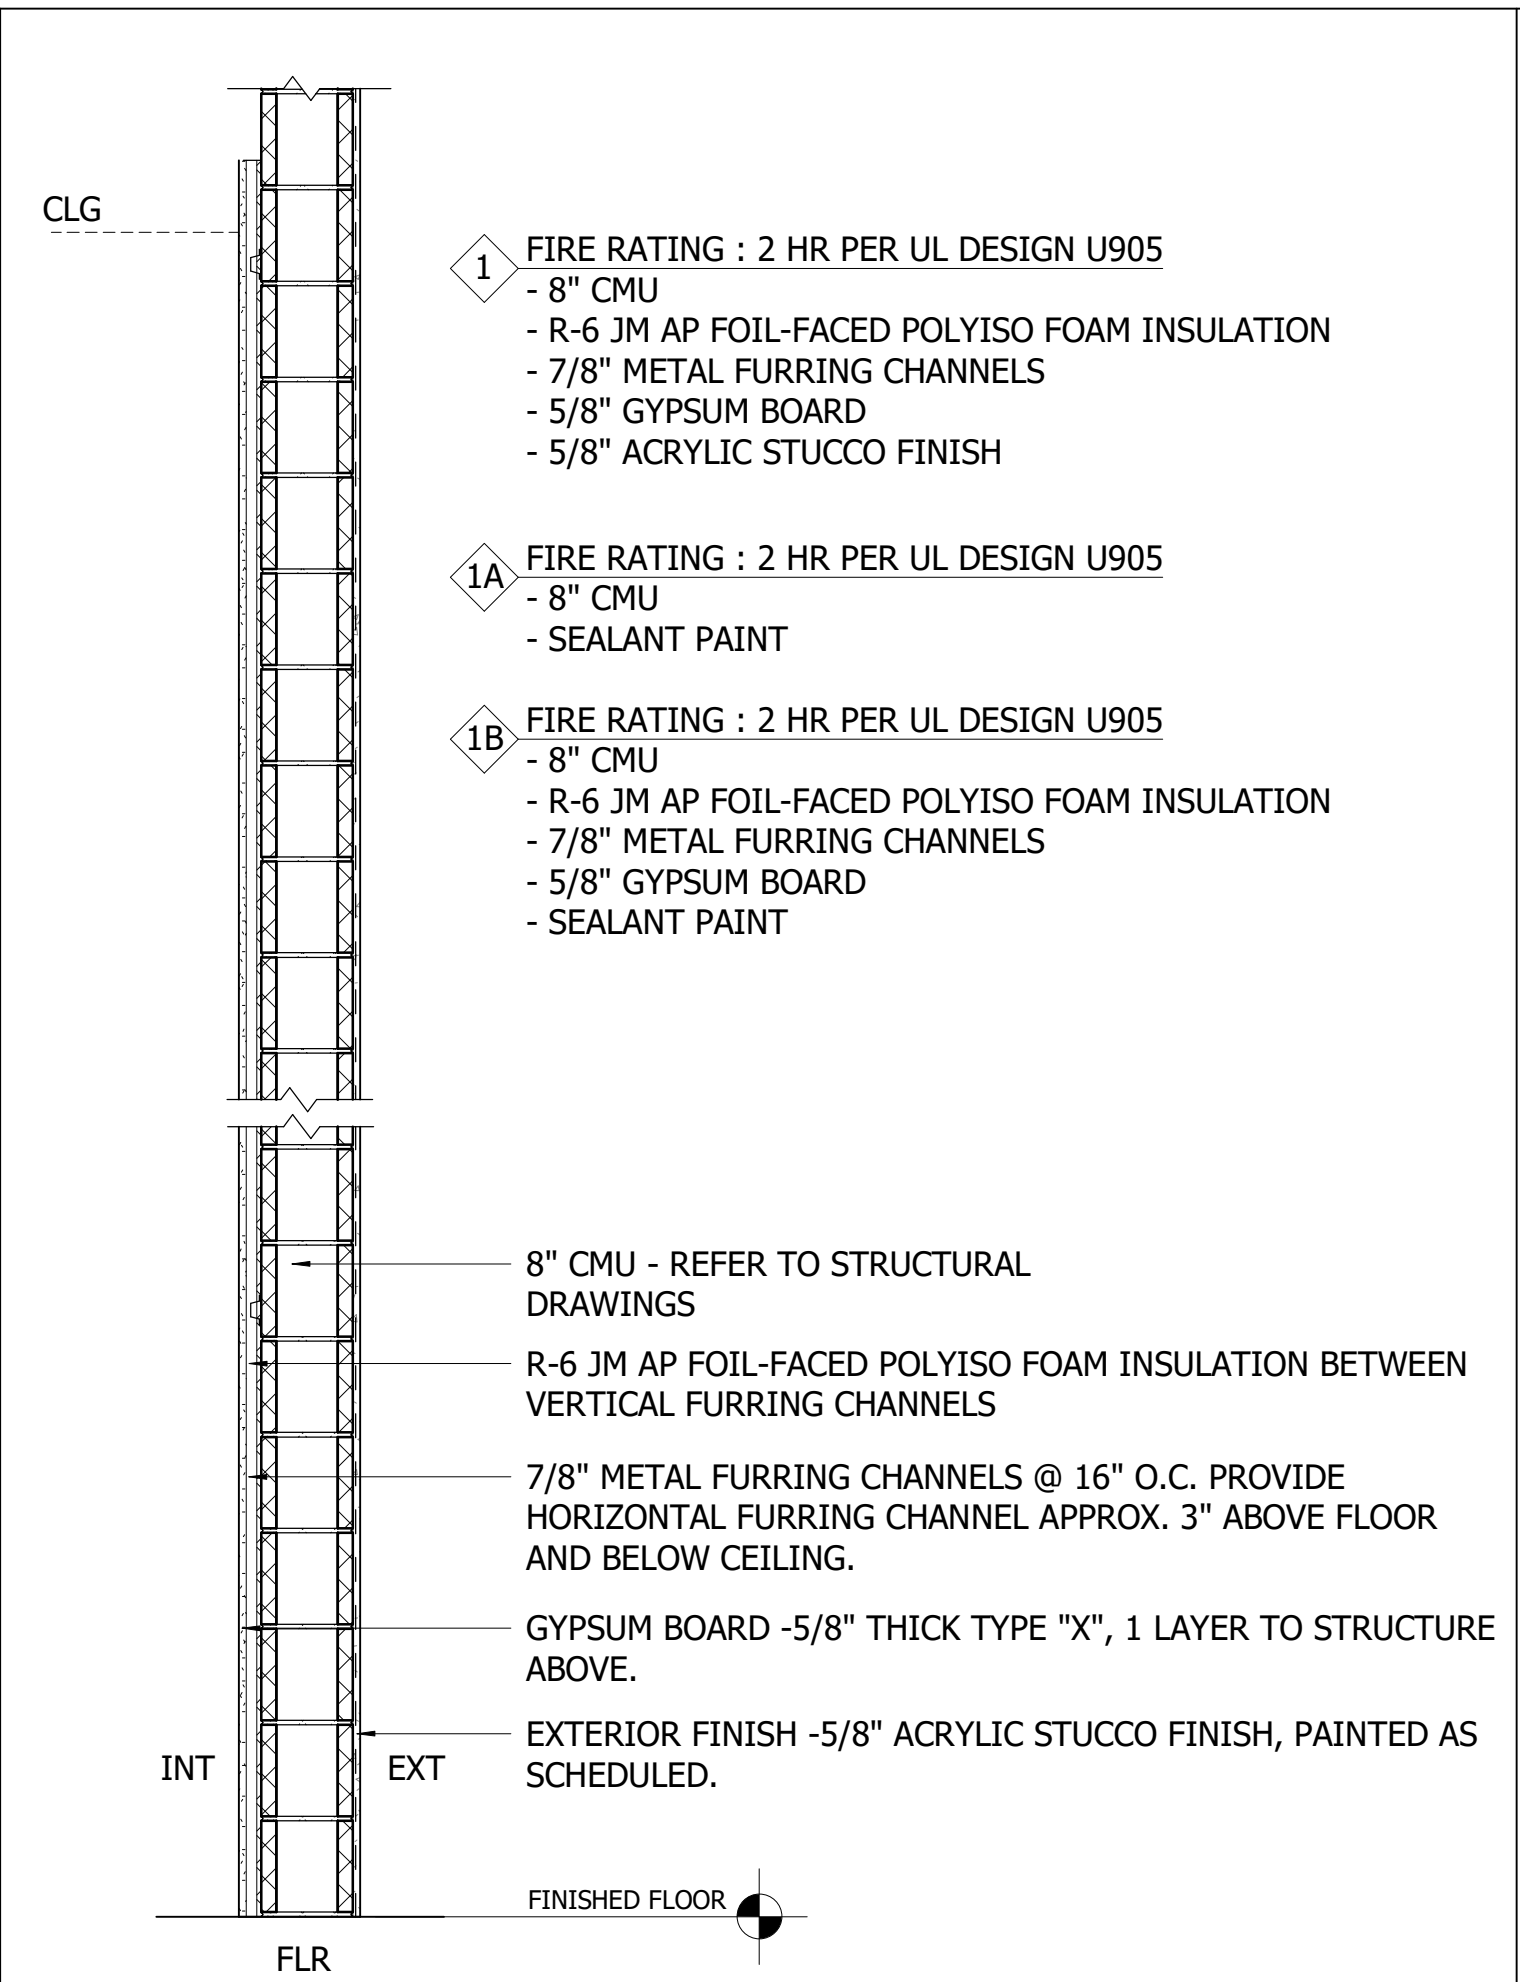 CLG
1
FIRE RATING : 2 HR PER UL DESIGN U905
- 8" CMU
- R-6 JM AP FOIL-FACED POLYISO FOAM INSULATION
- 7/8" METAL FURRING CHANNELS
- 5/8" GYPSUM BOARD
- 5/8" ACRYLIC STUCCO FINISH
1A
FIRE RATING : 2 HR PER UL DESIGN U905
- 8" CMU
- SEALANT PAINT
1B
FIRE RATING : 2 HR PER UL DESIGN U905
- 8" CMU
- R-6 JM AP FOIL-FACED POLYISO FOAM INSULATION
- 7/8" METAL FURRING CHANNELS
- 5/8" GYPSUM BOARD
- SEALANT PAINT
8" CMU - REFER TO STRUCTURAL
DRAWINGS
R-6 JM AP FOIL-FACED POLYISO FOAM INSULATION BETWEEN
VERTICAL FURRING CHANNELS
7/8" METAL FURRING CHANNELS @ 16" O.C. PROVIDE
HORIZONTAL FURRING CHANNEL APPROX. 3" ABOVE FLOOR
AND BELOW CEILING.
GYPSUM BOARD -5/8" THICK TYPE "X", 1 LAYER TO STRUCTURE
ABOVE.
EXTERIOR FINISH -5/8" ACRYLIC STUCCO FINISH, PAINTED AS
SCHEDULED.
INT
EXT
FINISHED FLOOR
FLR